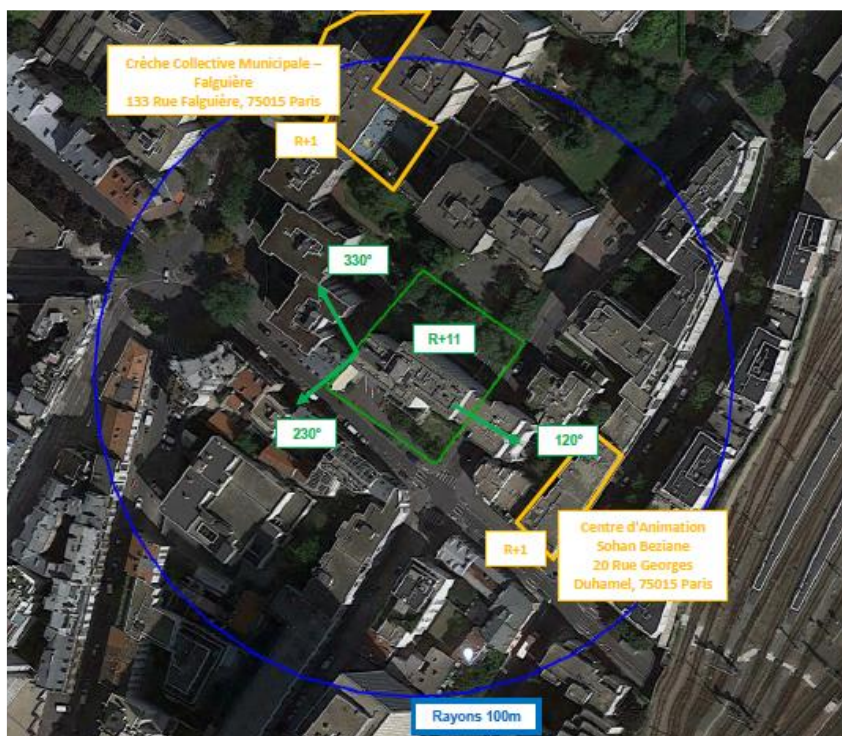 Crèche Collective Municipale –
Falguière
133 Rue Falguière, 75015 Paris
R+1
330°
R+11
230°
120°
R+1
Centre d'Animation
Sohan Beziane
20 Rue Georges
Duhamel, 75015 Paris
Rayons 100m